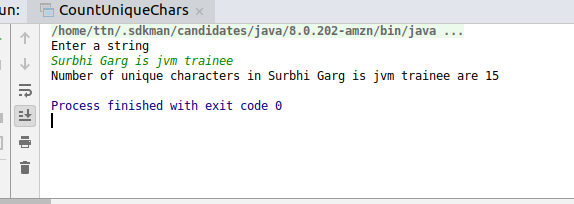 un: CountUniqueChars ×
/home/ttn/.sdkman/candidates/java/8.0.202-amzn/bin/java ...
Enter a string
Surbhi Garg is jvm trainee
Number of unique characters in Surbhi Garg is jvm trainee are 15
Process finished with exit code 0